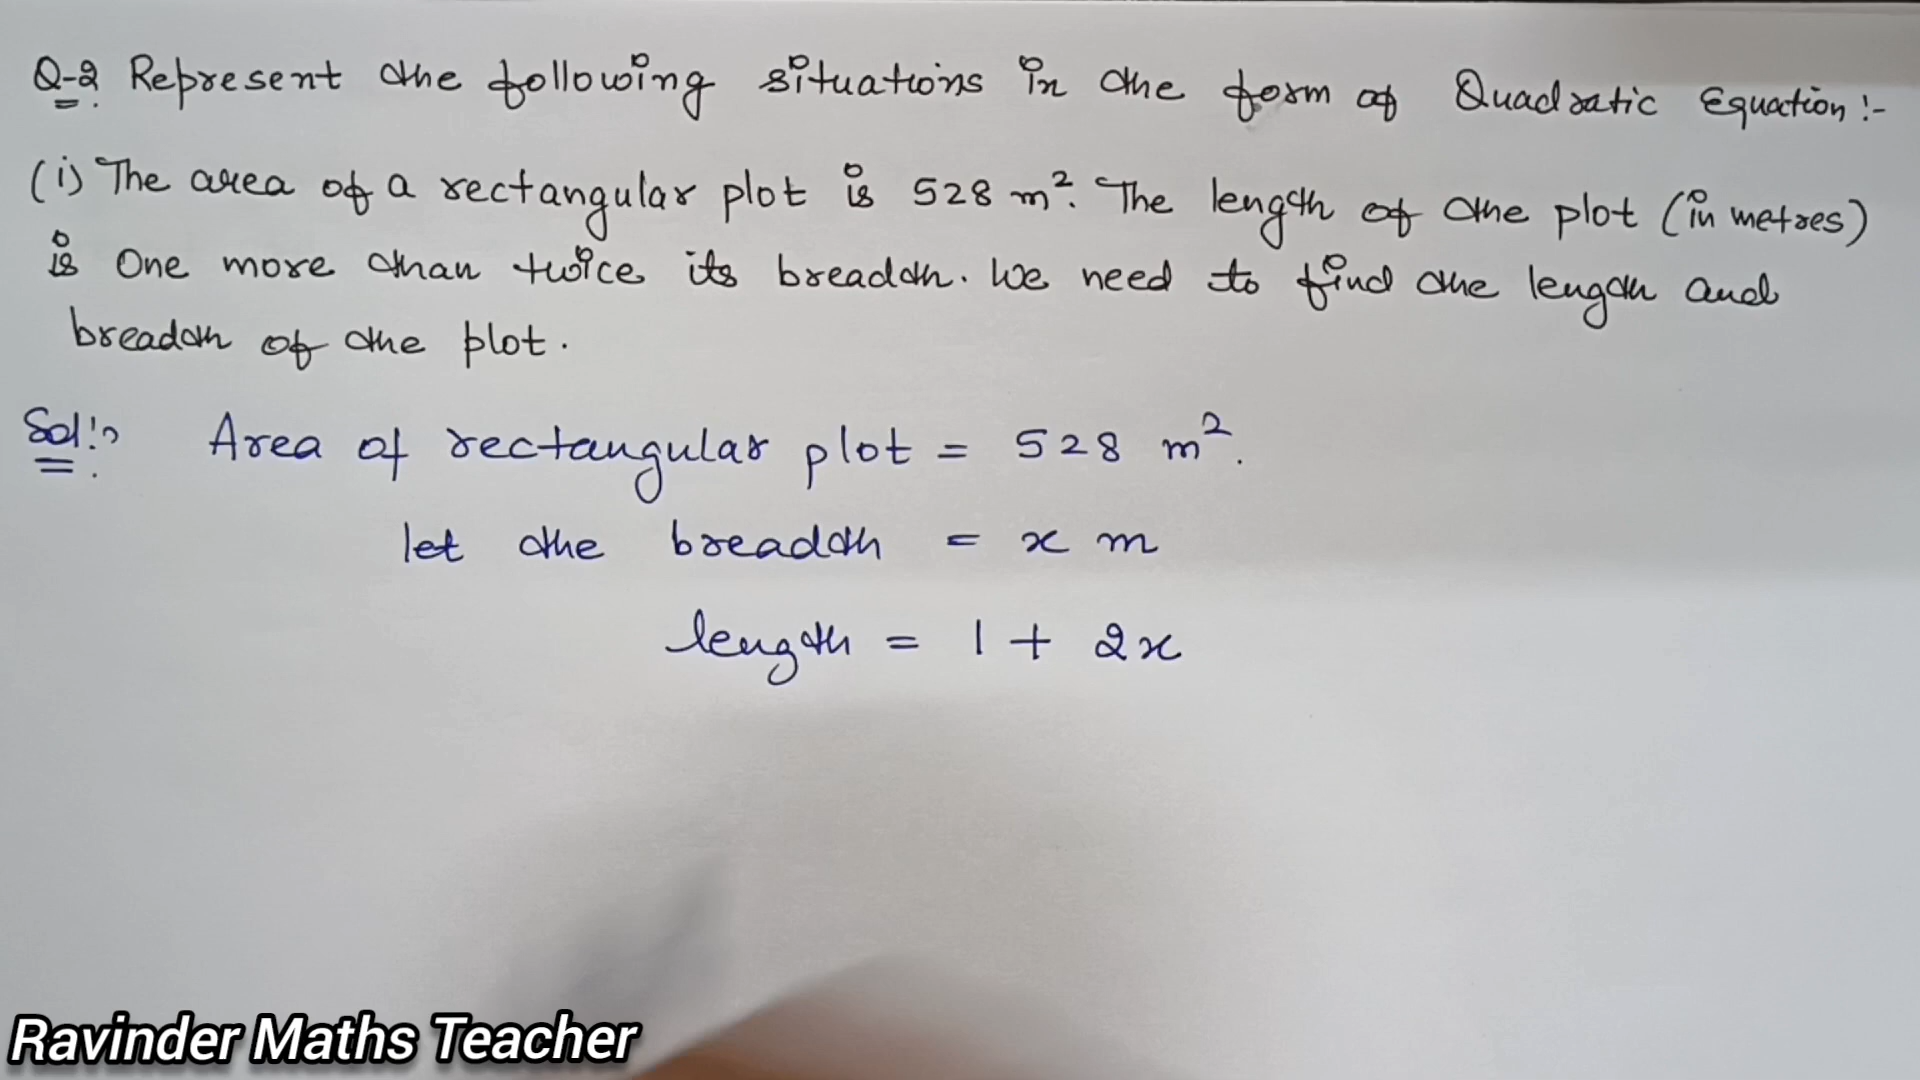 Q-2. Represent the following situations in the form of Quadratic Equation :-
(i) The area of a rectangular plot is 528 m². The length of the plot (in metres)
is one more than twice its breadth. We need to find the length and
breadth of the plot.
Sol:. Area of rectangular plot = 528 m².
let the breadth = x m
length = 1 + 2x
Ravinder Maths Teacher